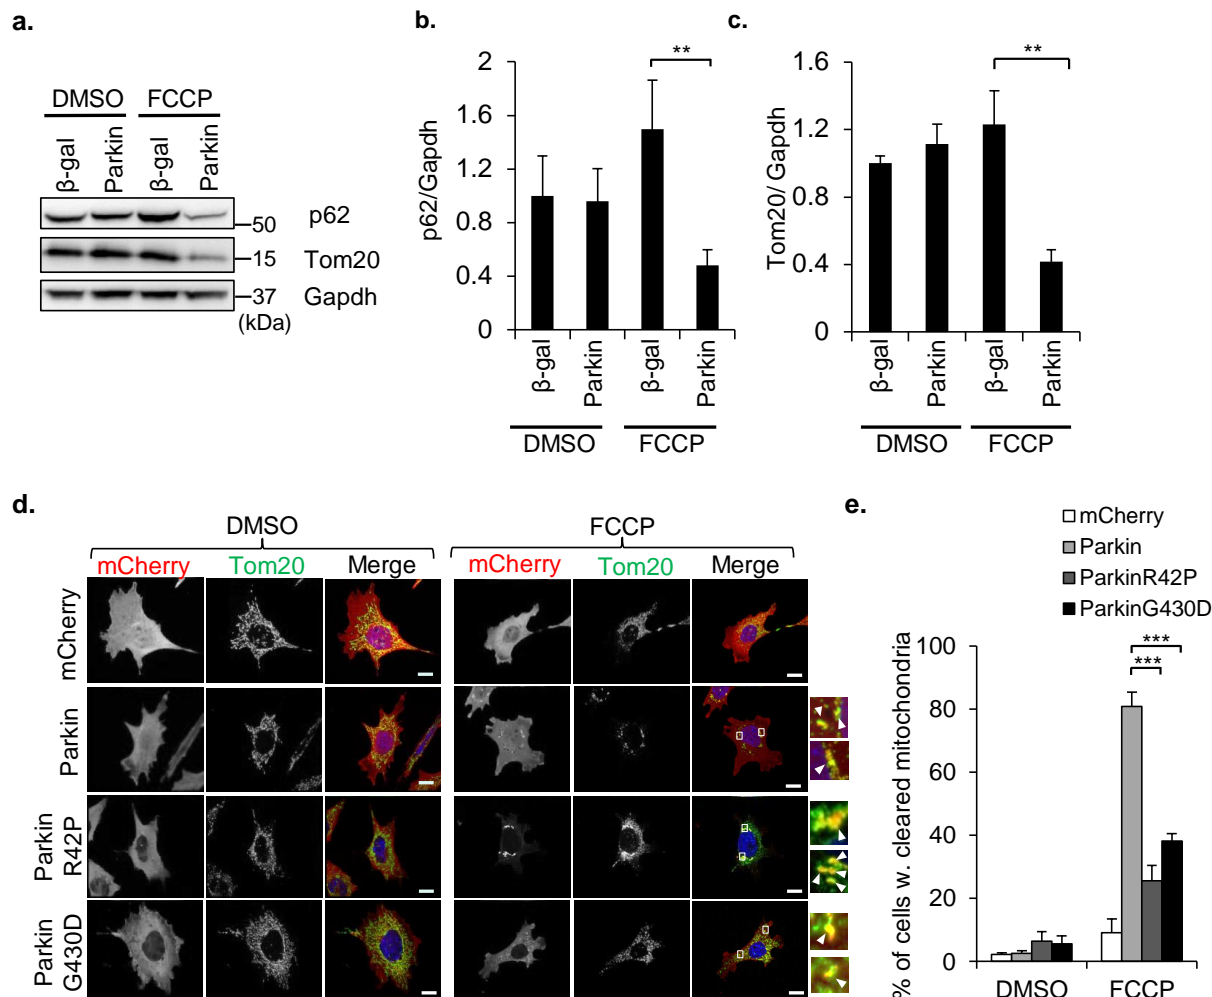 a.
DMSO FCCP
β-gal Parkin β-gal Parkin
50 p62
15 Tom20
37 Gapdh
(kDa)
b.
**
2
1.6
1.2
0.8
0.4
0
p62/Gapdh
β-gal Parkin β-gal Parkin
DMSO FCCP
c.
**
1.6
1.2
0.8
0.4
0
Tom20/ Gapdh
β-gal Parkin β-gal Parkin
DMSO FCCP
d.
DMSO FCCP
mCherry Tom20 Merge mCherry Tom20 Merge
mCherry
Parkin
Parkin
R42P
Parkin
G430D
e.
mCherry
Parkin
ParkinR42P
ParkinG430D
***
***
100
80
60
40
20
0
% of cells w. cleared mitochondria
DMSO FCCP